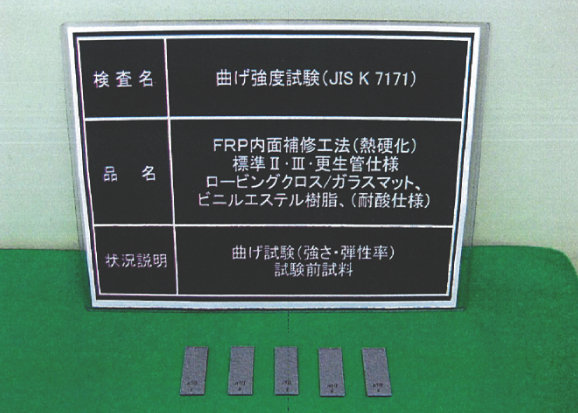 検査名
曲げ強度試験(JIS K 7171)
品名
FRP内面補修工法(熱硬化)
標準Ⅱ・Ⅲ・更生管仕様
ロービングクロス/ガラスマット、
ビニルエステル樹脂、(耐酸仕様)
状況説明
曲げ試験(強さ・弾性率)
試験前試料